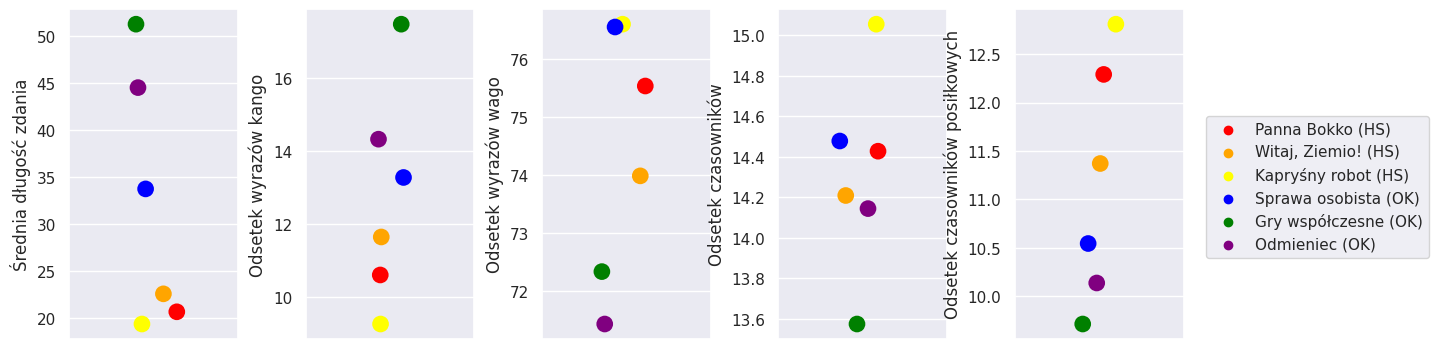 Średnia długość zdania
50
45
40
35
30
25
20
Odsetek wyrazów kango
16
14
12
10
Odsetek wyrazów wago
76
75
74
73
72
Odsetek czasowników
15.0
14.8
14.6
14.4
14.2
14.0
13.8
13.6
Odsetek czasowników posiłkowych
12.5
12.0
11.5
11.0
10.5
10.0
Panna Bokko (HS)
Witaj, Ziemio! (HS)
Kapryśny robot (HS)
Sprawa osobista (OK)
Gry współczesne (OK)
Odmieniec (OK)